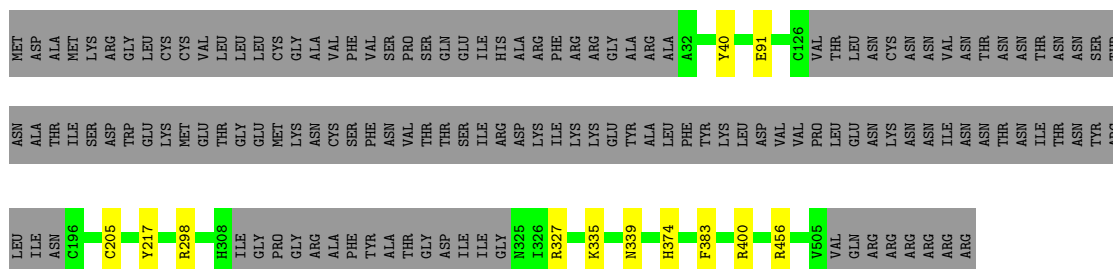 MET ASP ALA MET LYS ARG GLY LEU CYS CYS VAL LEU LEU LEU CYS GLY ALA VAL PHE VAL SER PRO SER GLN GLU ILE HIS ALA ARG PHE ARG ARG GLY ALA ARG ALA A32 Y40 E91 C126 VAL THR LEU ASN CYS ASN ASN VAL ASN THR ASN ASN THR ASN ASN SER
ASN ALA THR ILE SER ASP TRP GLU LYS MET GLU THR GLY GLU MET LYS ASN CYS SER PHE ASN VAL THR THR SER ILE ARG ASP LYS ILE LYS LYS GLU TYR ALA LEU PHE TYR LYS LEU ASP VAL VAL PRO LEU GLU ASN LYS ASN ASN ILE ASN ASN THR ASN ILE THR ASN TYR
LEU ILE ASN C196 C205 Y217 R298 H308 ILE GLY PRO GLY ARG ALA PHE TYR ALA THR GLY ASP ILE ILE GLY N325 I326 R327 K335 N339 H374 F383 R400 R456 V505 VAL GLN ARG ARG ARG ARG ARG ARG